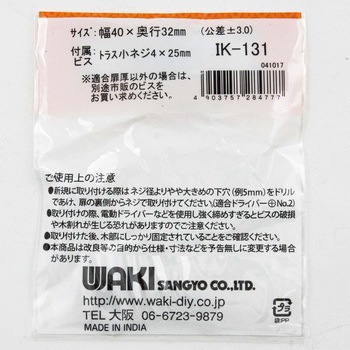 サイズ:幅40×奥行32mm (公差±3.0)
付属:ビス トラス小ネジ4×25mm IK-131
041017
※適合扉厚以外の場合は、
別途市販のビスを
お買い求めください。
4 903757 284777
ご使用上の注意
●新規に取り付ける際はネジ径よりやや大きめの下穴(例5mm)をドリル
であけ、扉の裏側からネジで取り付けてください。(適合ドライバー⊕No.2)
●取り付けの際、電動ドライバーなどを使用し強く締めすぎるとビスの破損
や木割れが生じる恐れがありますのでご注意ください。
●取り付けた後、木部にしっかり固定されていることをご確認ください。
●本商品は改良等の目的から仕様・寸法などを予告無しに変更する場合
が有ります。
WAKI SANGYO CO.,LTD.
http://www.waki-diy.co.jp
TEL 大阪 06-6723-9879
MADE IN INDIA
プラ
PP